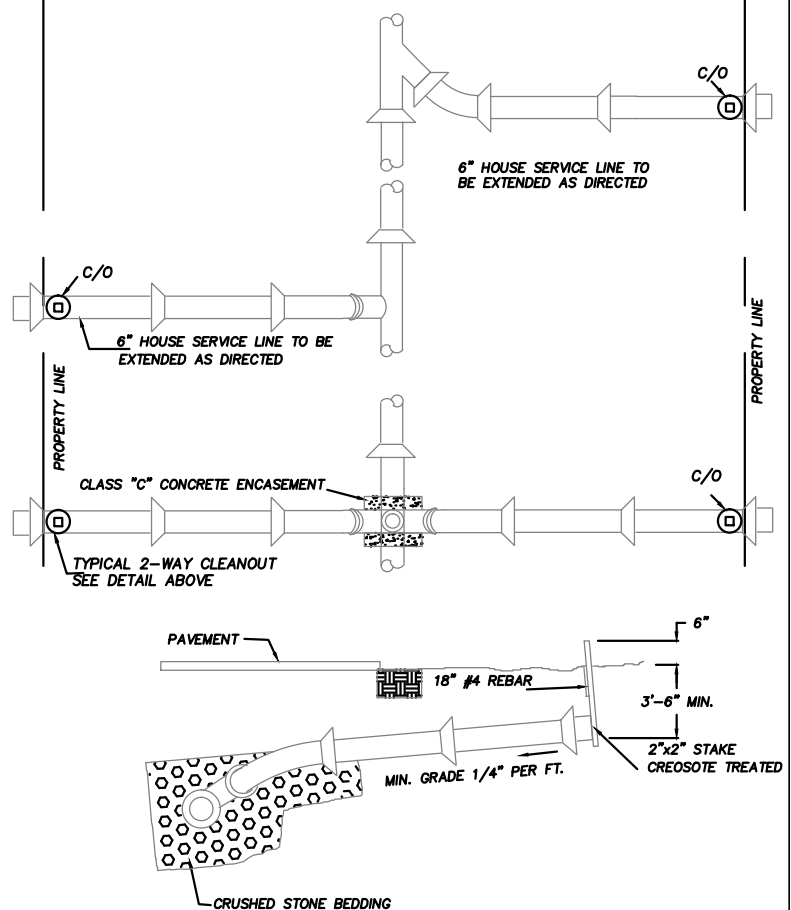 C/O
6" HOUSE SERVICE LINE TO
BE EXTENDED AS DIRECTED
C/O
6" HOUSE SERVICE LINE TO BE
EXTENDED AS DIRECTED
PROPERTY LINE
PROPERTY LINE
CLASS "C" CONCRETE ENCASEMENT
C/O
TYPICAL 2-WAY CLEANOUT
SEE DETAIL ABOVE
PAVEMENT
6"
18" #4 REBAR
3'-6" MIN.
2"x2" STAKE
CREOSOTE TREATED
MIN. GRADE 1/4" PER FT.
CRUSHED STONE BEDDING